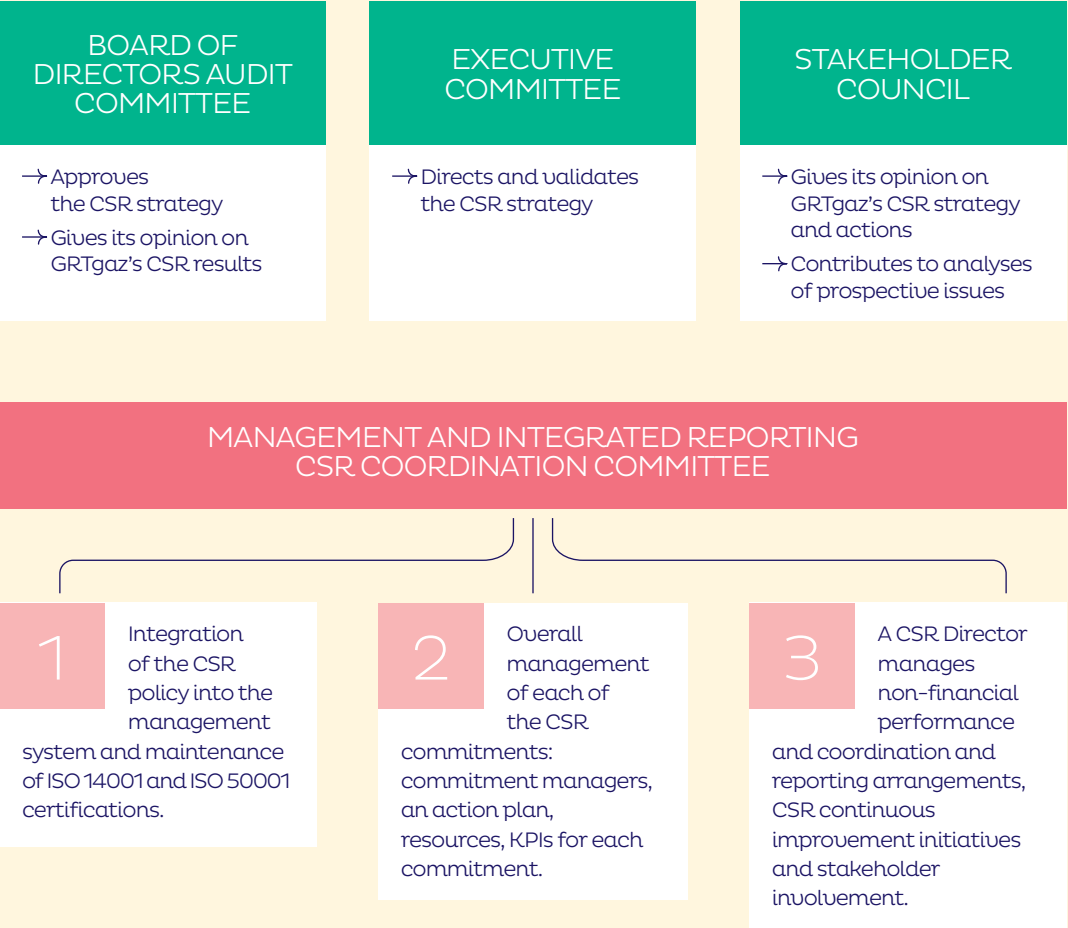 BOARD OF
DIRECTORS AUDIT
COMMITTEE
→ Approves
the CSR strategy
→ Gives its opinion on
GRTgaz's CSR results
EXECUTIVE
COMMITTEE
→ Directs and validates
the CSR strategy
STAKEHOLDER
COUNCIL
→ Gives its opinion on
GRTgaz's CSR strategy
and actions
→ Contributes to analyses
of prospective issues
MANAGEMENT AND INTEGRATED REPORTING
CSR COORDINATION COMMITTEE
1
Integration
of the CSR
policy into the
management
system and maintenance
of ISO 14001 and ISO 50001
certifications.
2
Overall
management
of each of
the CSR
commitments:
commitment managers,
an action plan,
resources, KPIs for each
commitment.
3
A CSR Director
manages
non-financial
performance
and coordination and
reporting arrangements,
CSR continuous
improvement initiatives
and stakeholder
involvement.